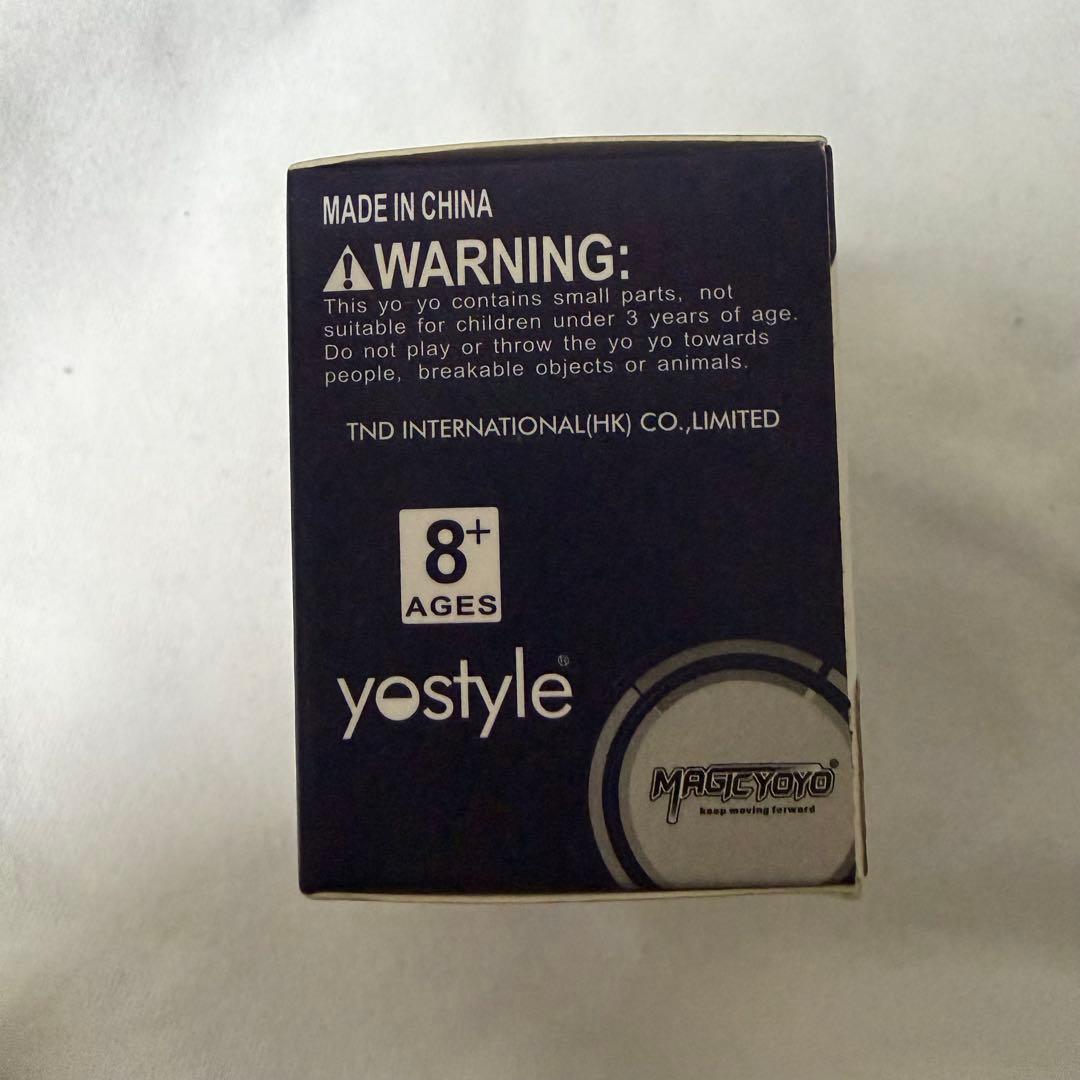 MADE IN CHINA
WARNING:
This yo yo contains small parts, not
suitable for children under 3 years of age.
Do not play or throw the yo yo towards
people, breakable objects or animals.
TND INTERNATIONAL(HK) CO.,LIMITED
8+
AGES
yostyle®
MAGICYOYO®
keep moving forward